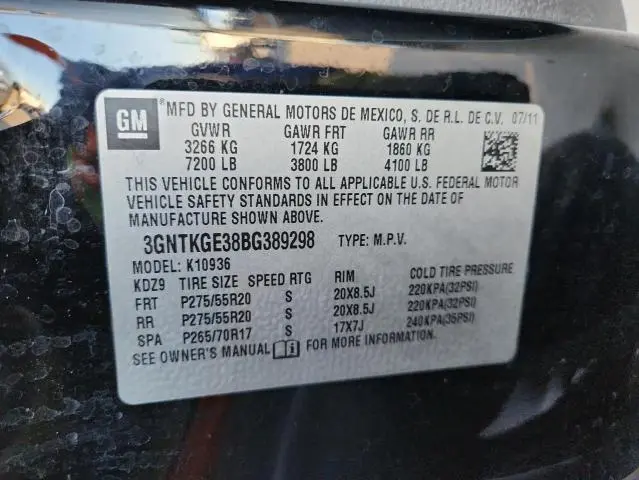 GM ® MFD BY GENERAL MOTORS DE MEXICO, S. DE R.L. DE C.V. 07/11
GVWR GAWR FRT GAWR RR
3266 KG 1724 KG 1860 KG
7200 LB 3800 LB 4100 LB
THIS VEHICLE CONFORMS TO ALL APPLICABLE U.S. FEDERAL MOTOR
VEHICLE SAFETY STANDARDS IN EFFECT ON THE DATE OF
MANUFACTURE SHOWN ABOVE.
3GNTKGE38BG389298 TYPE: M.P.V.
MODEL: K10936
KDZ9 TIRE SIZE SPEED RTG RIM COLD TIRE PRESSURE
FRT P275/55R20 S 20X8.5J 220KPA(32PSI)
RR P275/55R20 S 20X8.5J 220KPA(32PSI)
SPA P265/70R17 S 17X7J 240KPA(35PSI)
SEE OWNER'S MANUAL FOR MORE INFORMATION.